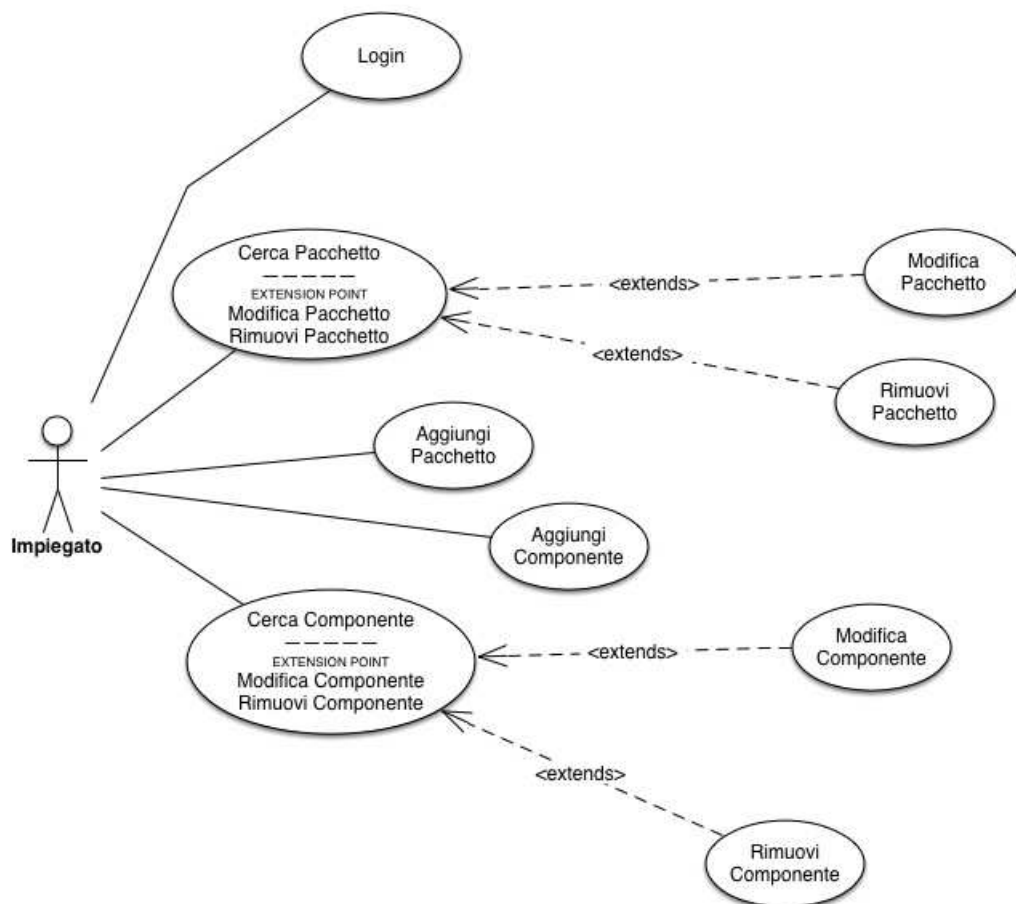 Login
Cerca Pacchetto
EXTENSION POINT
Modifica Pacchetto
Rimuovi Pacchetto
<extends>
Modifica
Pacchetto
<extends>
Rimuovi
Pacchetto
Aggiungi
Pacchetto
Impiegato
Aggiungi
Componente
Cerca Componente
EXTENSION POINT
Modifica Componente
Rimuovi Componente
<extends>
Modifica
Componente
<extends>
Rimuovi
Componente